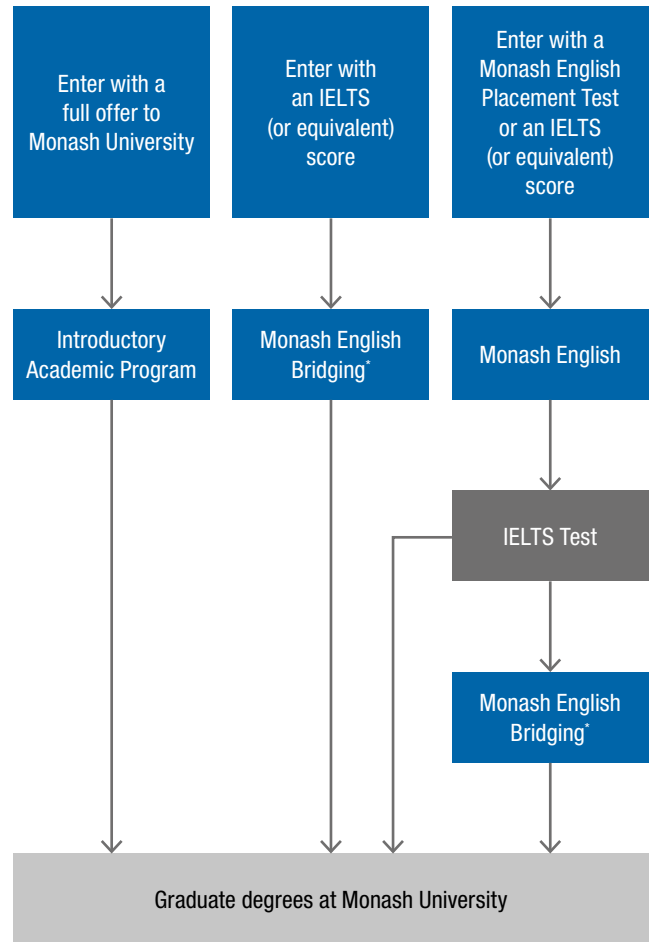 Enter with a
full offer to
Monash University
Enter with
an IELTS
(or equivalent)
score
Enter with a
Monash English
Placement Test
or an IELTS
(or equivalent)
score
Introductory
Academic Program
Monash English
Bridging*
Monash English
IELTS Test
Monash English
Bridging*
Graduate degrees at Monash University